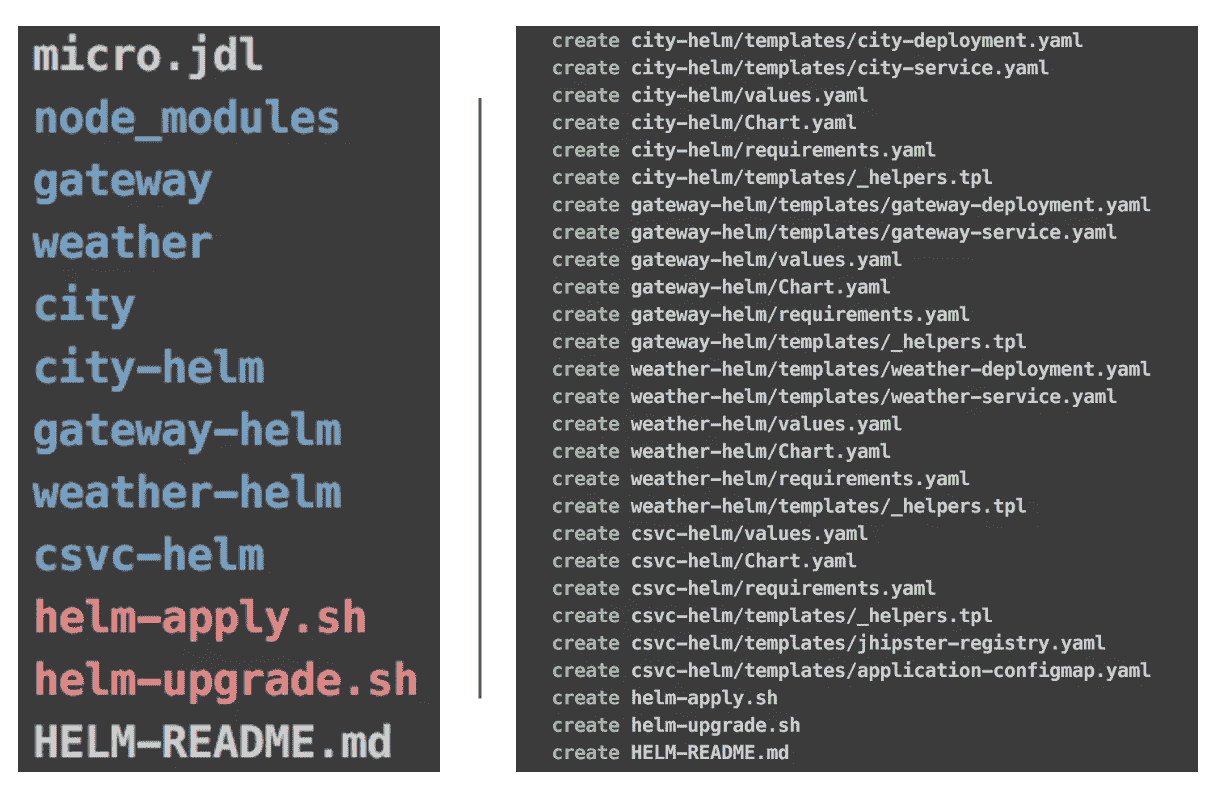 micro.jdl
node_modules
gateway
weather
city
city-helm
gateway-helm
weather-helm
csvc-helm
helm-apply.sh
helm-upgrade.sh
HELM-README.md
create city-helm/templates/city-deployment.yaml
create city-helm/templates/city-service.yaml
create city-helm/values.yaml
create city-helm/Chart.yaml
create city-helm/requirements.yaml
create city-helm/templates/_helpers.tpl
create gateway-helm/templates/gateway-deployment.yaml
create gateway-helm/templates/gateway-service.yaml
create gateway-helm/values.yaml
create gateway-helm/Chart.yaml
create gateway-helm/requirements.yaml
create gateway-helm/templates/_helpers.tpl
create weather-helm/templates/weather-deployment.yaml
create weather-helm/templates/weather-service.yaml
create weather-helm/values.yaml
create weather-helm/Chart.yaml
create weather-helm/requirements.yaml
create weather-helm/templates/_helpers.tpl
create csvc-helm/values.yaml
create csvc-helm/Chart.yaml
create csvc-helm/requirements.yaml
create csvc-helm/templates/_helpers.tpl
create csvc-helm/templates/jhipster-registry.yaml
create csvc-helm/templates/application-configmap.yaml
create helm-apply.sh
create helm-upgrade.sh
create HELM-README.md